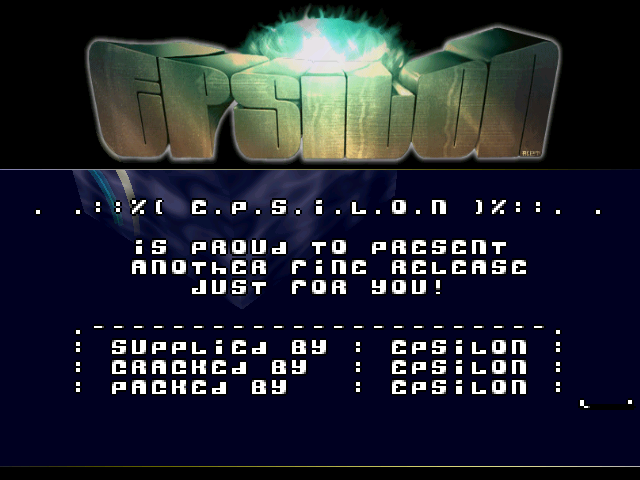 EPSiLON
. .::%( E.P.S.i.L.O.N )%::. .
iS PROUd TO PRESENT
ANOThER FiNE RELEASE
JUST FOR YOU!
.-----------------------.
: SUPPLiEd BY : EPSiLON :
: CRACKEd BY  : EPSiLON :
: PACKEd BY   : EPSiLON :